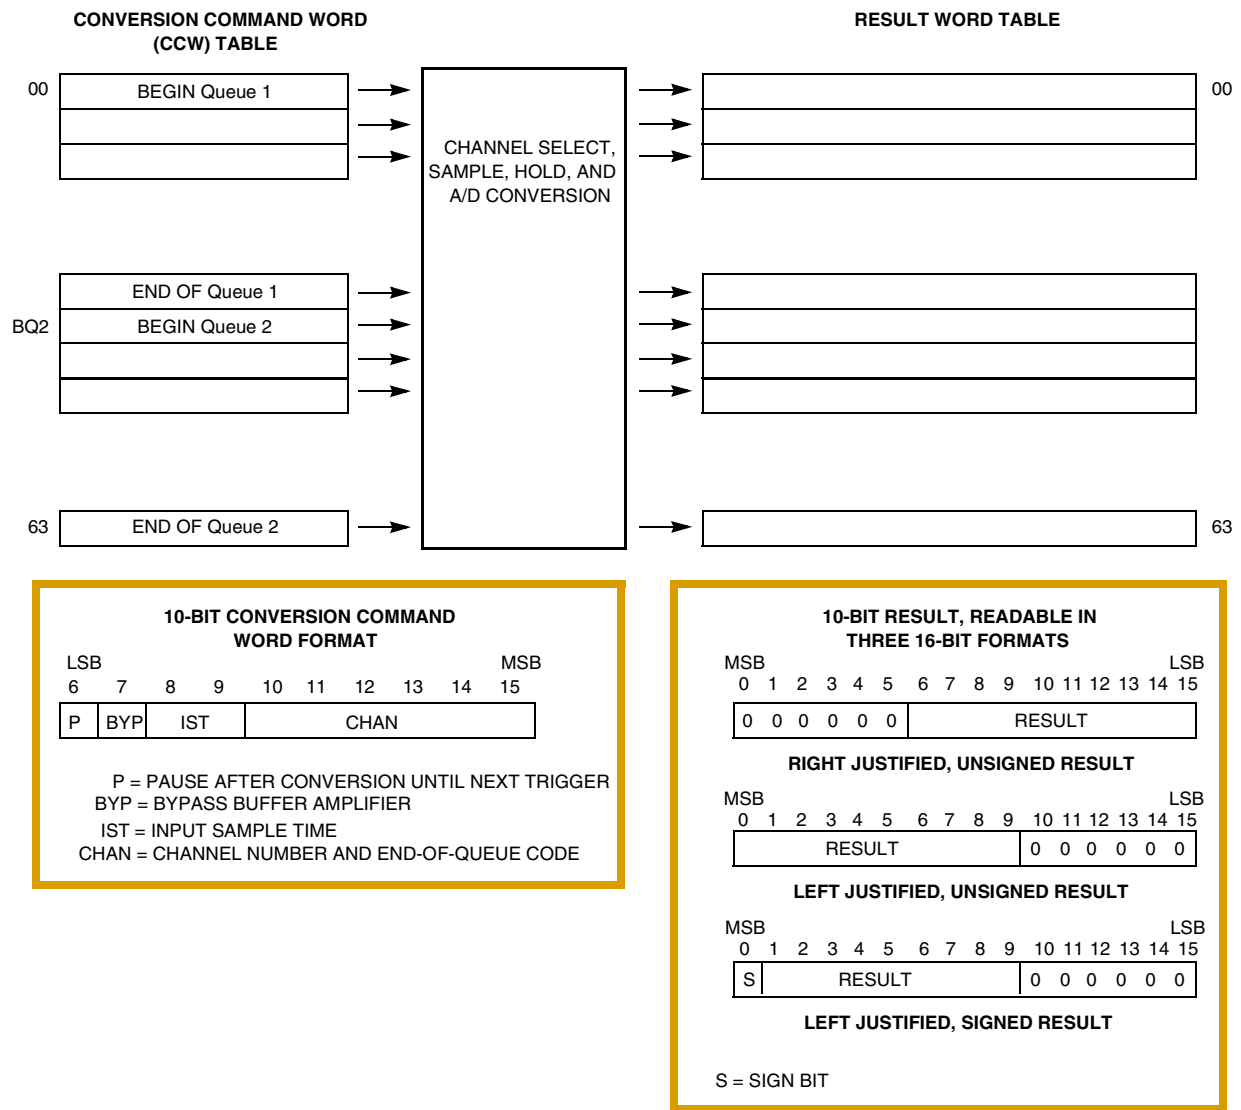 CONVERSION COMMAND WORD
(CCW) TABLE
RESULT WORD TABLE
00
BEGIN Queue 1
00
CHANNEL SELECT,
SAMPLE, HOLD, AND
A/D CONVERSION
END OF Queue 1
BQ2
BEGIN Queue 2
63
END OF Queue 2
63
10-BIT CONVERSION COMMAND
WORD FORMAT
LSB MSB
6 7 8 9 10 11 12 13 14 15
P BYP IST CHAN
P = PAUSE AFTER CONVERSION UNTIL NEXT TRIGGER
BYP = BYPASS BUFFER AMPLIFIER
IST = INPUT SAMPLE TIME
CHAN = CHANNEL NUMBER AND END-OF-QUEUE CODE
10-BIT RESULT, READABLE IN
THREE 16-BIT FORMATS
MSB LSB
0 1 2 3 4 5 6 7 8 9 10 11 12 13 14 15
0 0 0 0 0 0 RESULT
RIGHT JUSTIFIED, UNSIGNED RESULT
MSB LSB
0 1 2 3 4 5 6 7 8 9 10 11 12 13 14 15
RESULT 0 0 0 0 0 0
LEFT JUSTIFIED, UNSIGNED RESULT
MSB LSB
0 1 2 3 4 5 6 7 8 9 10 11 12 13 14 15
S RESULT 0 0 0 0 0 0
LEFT JUSTIFIED, SIGNED RESULT
S = SIGN BIT